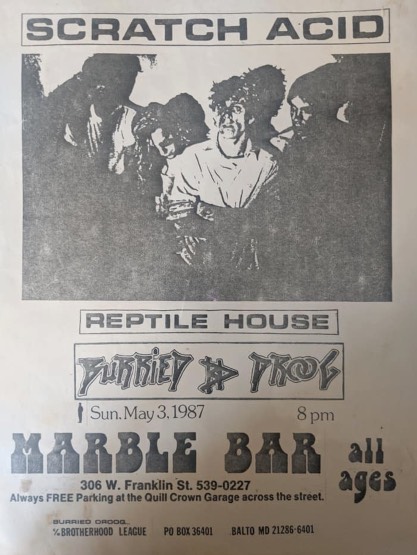 SCRATCH ACID
REPTILE HOUSE
BURRIED DROOG
Sun. May 3, 1987 8 pm
MARBLE BAR all ages
306 W. Franklin St. 539-0227
Always FREE Parking at the Quill Crown Garage across the street.
BURRIED DROOG
% BROTHERHOOD LEAGUE PO BOX 36401 BALTO MD 21286-6401